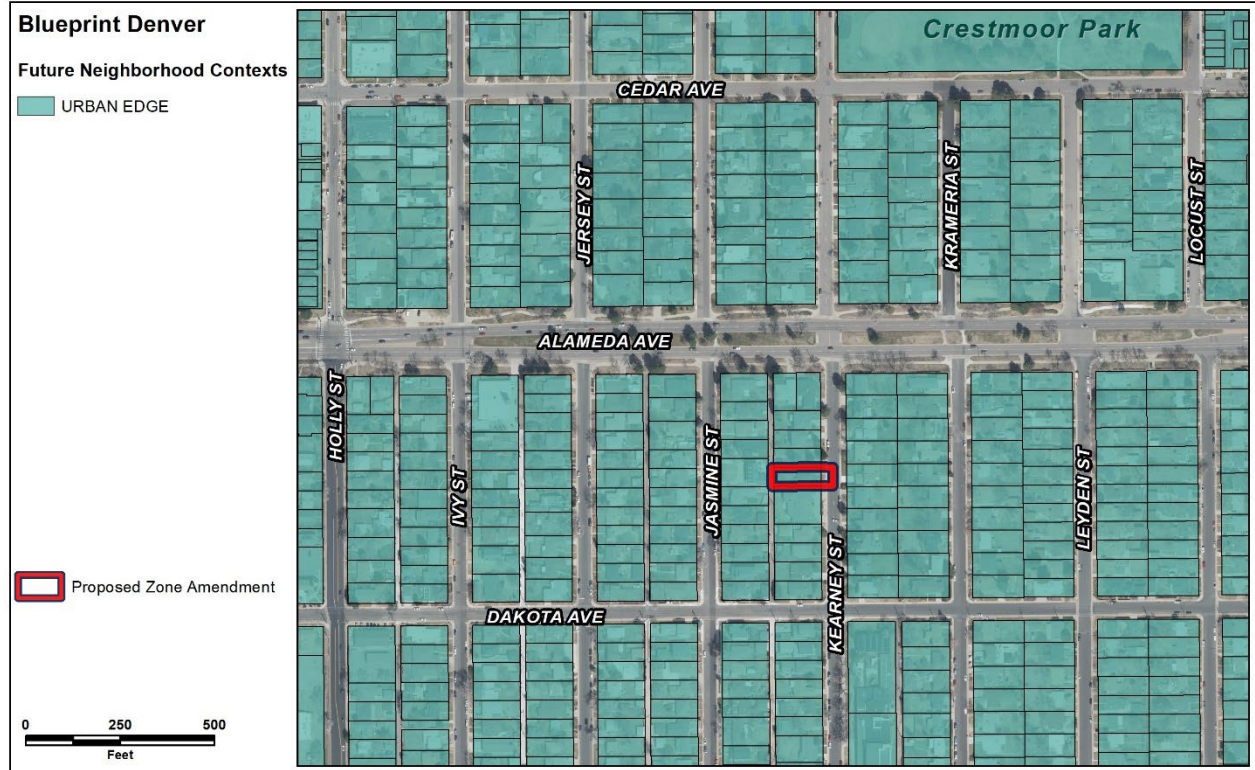 Blueprint Denver
Future Neighborhood Contexts
URBAN EDGE
Proposed Zone Amendment
0 250 500
Feet
Crestmoor Park
CEDAR AVE
JERSEY ST
KRAMERIA ST
LOCUST ST
ALAMEDA AVE
HOLLY ST
IVY ST
JASMINE ST
KEARNEY ST
LEYDEN ST
DAKOTA AVE